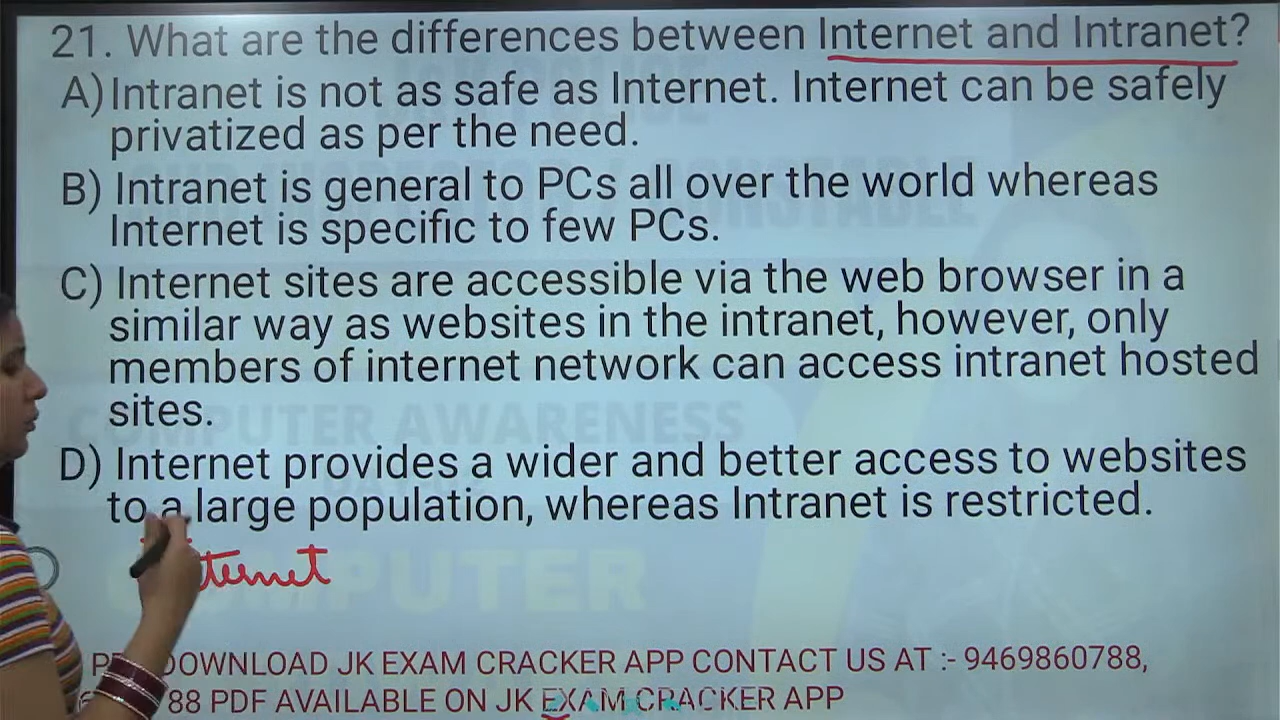 21. What are the differences between Internet and Intranet?
A) Intranet is not as safe as Internet. Internet can be safely
privatized as per the need.
B) Intranet is general to PCs all over the world whereas
Internet is specific to few PCs.
C) Internet sites are accessible via the web browser in a
similar way as websites in the intranet, however, only
members of internet network can access intranet hosted
sites.
D) Internet provides a wider and better access to websites
to a large population, whereas Intranet is restricted.
COMPUTER AWARENESS
ternet
COMPUTER
DOWNLOAD JK EXAM CRACKER APP CONTACT US AT :- 9469860788,
88 PDF AVAILABLE ON JK EXAM CRACKER APP